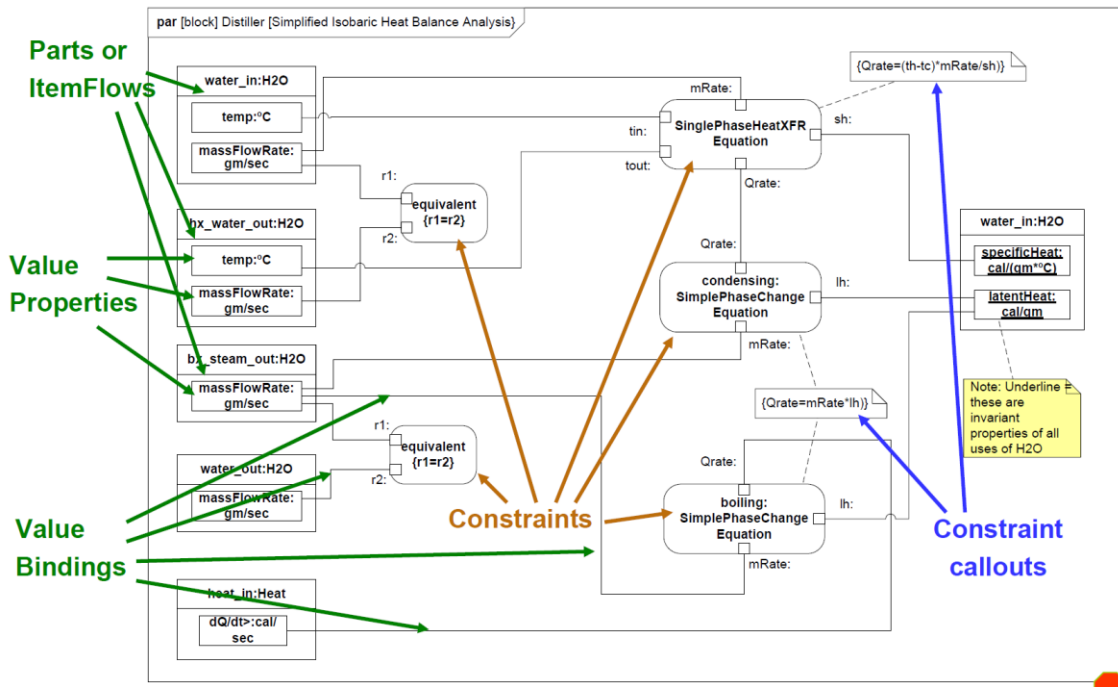 par [block] Distiller [Simplified Isobaric Heat Balance Analysis]
Parts or
ItemFlows
water_in:H2O
temp:ºC
massFlowRate:
gm/sec
{Qrate=(th-tc)*mRate/sh)}
mRate:
SinglePhaseHeatXFR
Equation
sh:
tin:
tout:
Qrate:
r1:
equivalent
{r1=r2}
r2:
hx_water_out:H2O
temp:ºC
massFlowRate:
gm/sec
Value
Properties
water_in:H2O
specificHeat:
cal/(gm*ºC)
latentHeat:
cal/gm
Qrate:
condensing:
SimplePhaseChange
Equation
lh:
mRate:
bx_steam_out:H2O
massFlowRate:
gm/sec
Note: Underline =
these are
invariant
properties of all
uses of H2O
{Qrate=mRate*lh)}
r1:
equivalent
{r1=r2}
r2:
water_out:H2O
massFlowRate:
gm/sec
Qrate:
boiling:
SimplePhaseChange
Equation
lh:
mRate:
Constraints
Constraint
callouts
Value
Bindings
heat_in:Heat
dQ/dt>:cal/
sec